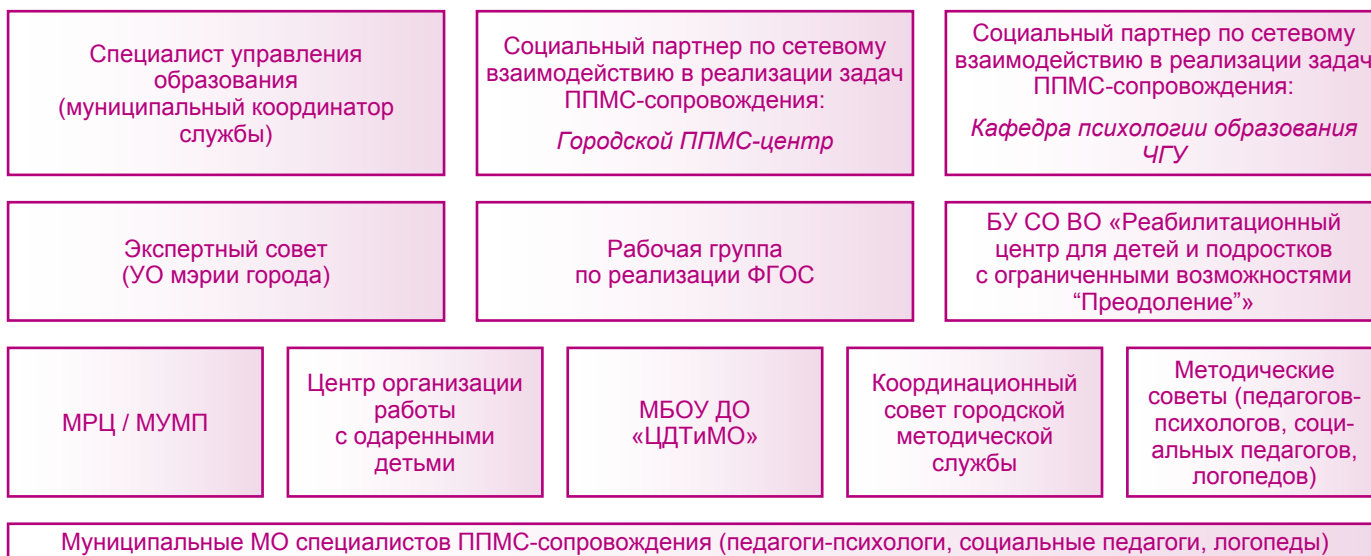 Специалист управления
образования
(муниципальный координатор
службы)
Социальный партнер по сетевому
взаимодействию в реализации задач
ППМС-сопровождения:
Городской ППМС-центр
Социальный партнер по сетевому
взаимодействию в реализации задач
ППМС-сопровождения:
Кафедра психологии образования
ЧГУ
Экспертный совет
(УО мэрии города)
Рабочая группа
по реализации ФГОС
БУ СО ВО «Реабилитационный
центр для детей и подростков
с ограниченными возможностями
“Преодоление”»
МРЦ / МУМП
Центр организации
работы
с одаренными
детьми
МБОУ ДО
«ЦДТиМО»
Координационный
совет городской
методической
службы
Методические
советы (педагогов-
психологов, соци-
альных педагогов,
логопедов)
Муниципальные МО специалистов ППМС-сопровождения (педагоги-психологи, социальные педагоги, логопеды)